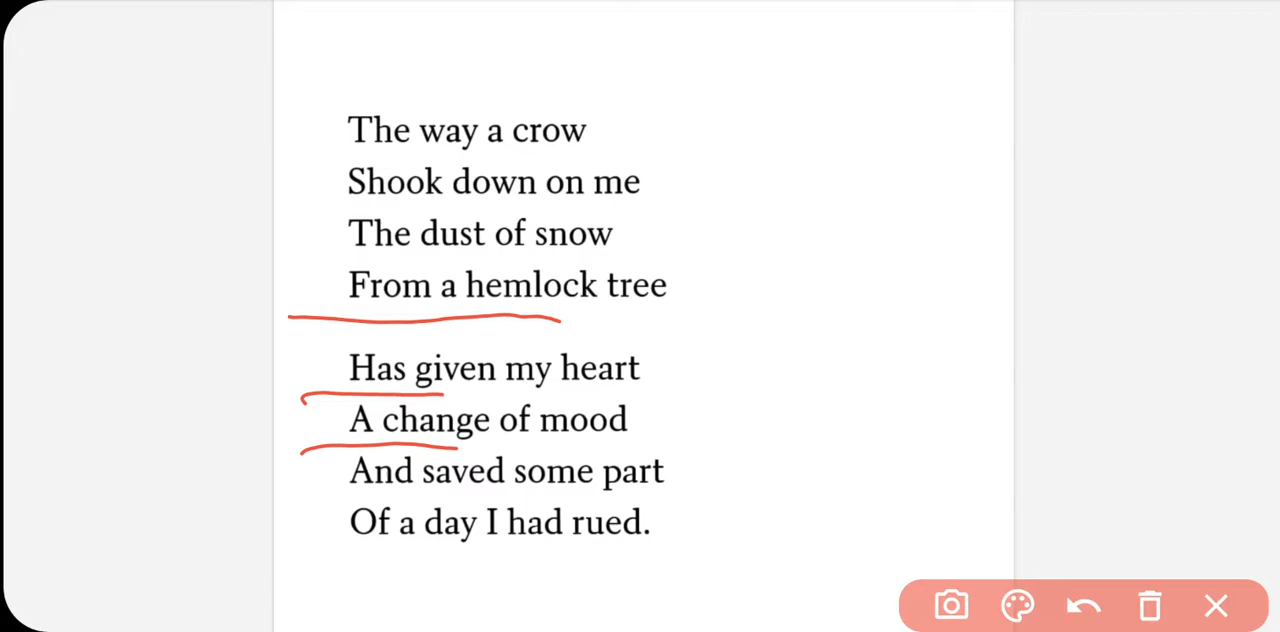 The way a crow
Shook down on me
The dust of snow
From a hemlock tree
Has given my heart
A change of mood
And saved some part
Of a day I had rued.